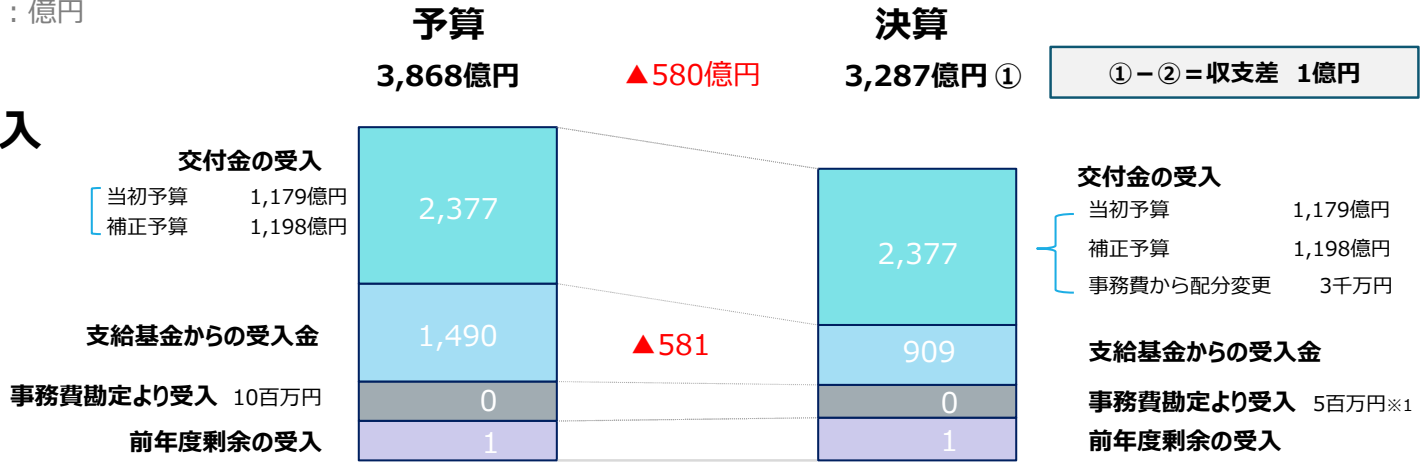 ：億円
予算
決算
3,868億円
▲580億円
3,287億円 ①
①－②＝収支差 1億円
入
交付金の受入
当初予算 1,179億円
補正予算 1,198億円
2,377
2,377
交付金の受入
当初予算 1,179億円
補正予算 1,198億円
事務費から配分変更 3千万円
支給基金からの受入金
1,490
▲581
909
支給基金からの受入金
事務費勘定より受入 10百万円
0
0
事務費勘定より受入 5百万円※1
前年度剰余の受入
1
1
前年度剰余の受入